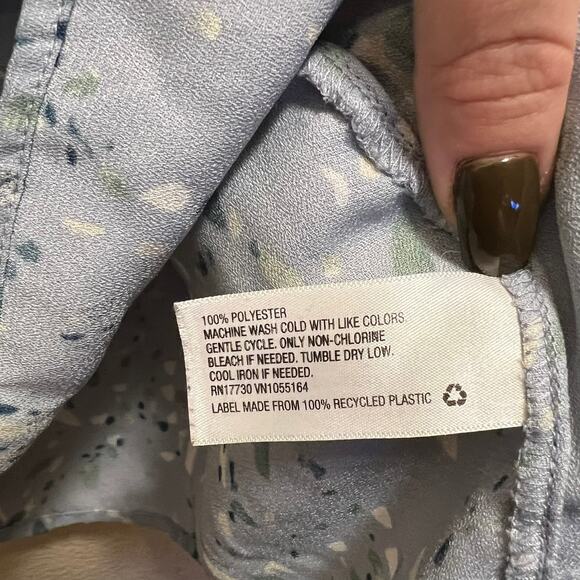 100% POLYESTER
MACHINE WASH COLD WITH LIKE COLORS.
GENTLE CYCLE. ONLY NON-CHLORINE
BLEACH IF NEEDED. TUMBLE DRY LOW.
COOL IRON IF NEEDED.
RN17730 VN1055164
LABEL MADE FROM 100% RECYCLED PLASTIC